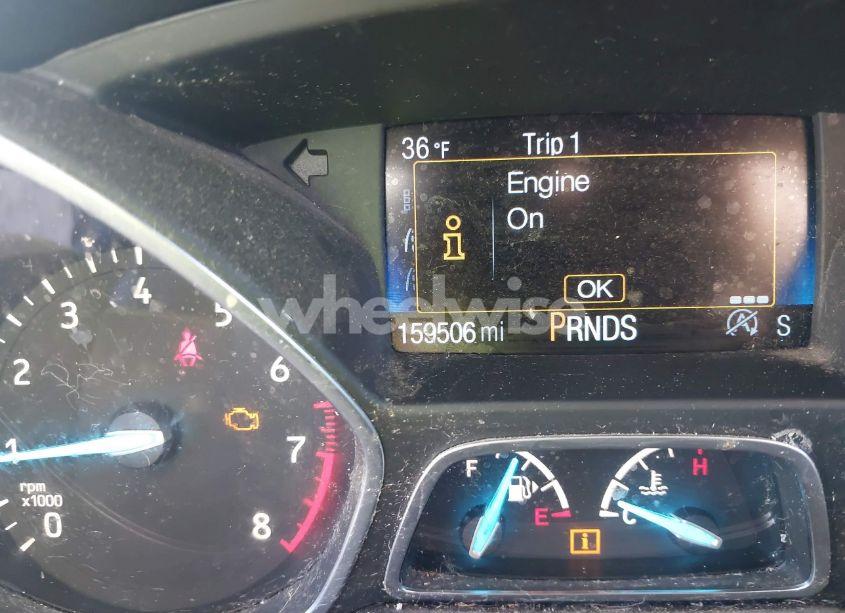 36 °F Trip 1
Engine
On
OK
159506 mi PRNDS S
wheelwise
0 1 2 3 4 5 6 7 8
rpm
x1000
F E
C H